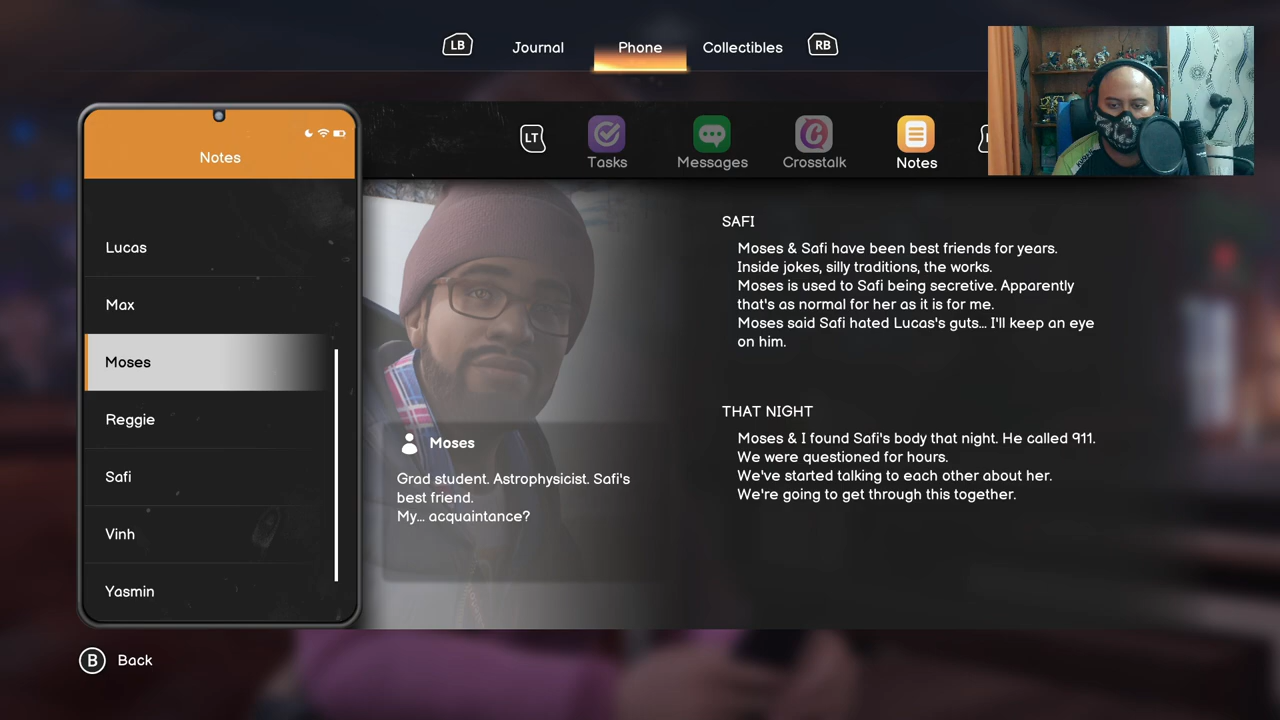 LB
Journal
Phone
Collectibles
RB
Notes
LT
Tasks
Messages
Crosstalk
Notes
Lucas
Max
Moses
Reggie
Safi
Vinh
Yasmin
Moses
Grad student. Astrophysicist. Safi's
best friend.
My... acquaintance?
SAFI
Moses & Safi have been best friends for years.
Inside jokes, silly traditions, the works.
Moses is used to Safi being secretive. Apparently
that's as normal for her as it is for me.
Moses said Safi hated Lucas's guts... I'll keep an eye
on him.
THAT NIGHT
Moses & I found Safi's body that night. He called 911.
We were questioned for hours.
We've started talking to each other about her.
We're going to get through this together.
B
Back